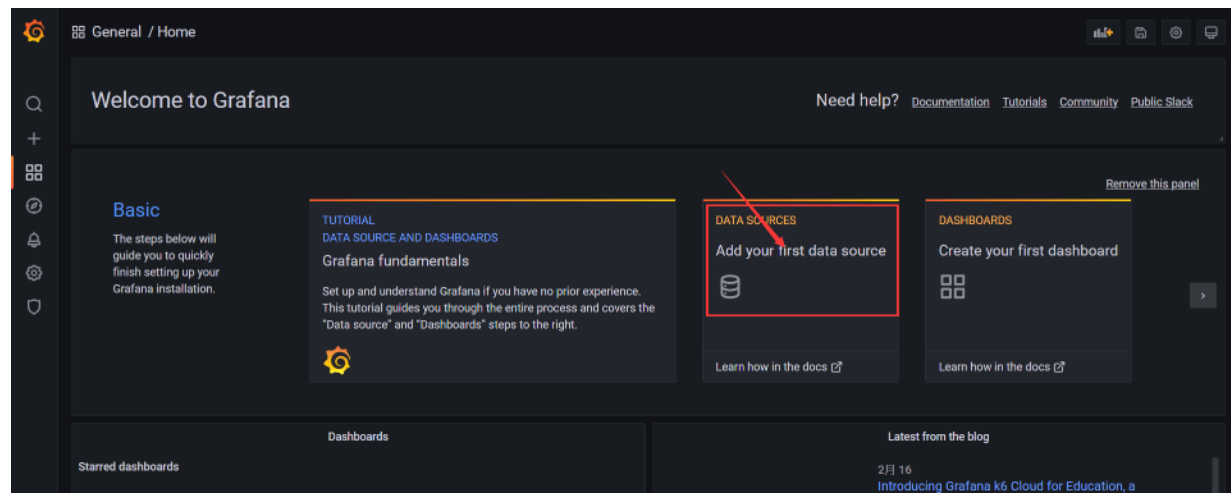 General / Home
Welcome to Grafana
Need help? Documentation Tutorials Community Public Slack
Remove this panel
Basic
The steps below will
guide you to quickly
finish setting up your
Grafana installation.
TUTORIAL
DATA SOURCE AND DASHBOARDS
Grafana fundamentals
Set up and understand Grafana if you have no prior experience.
This tutorial guides you through the entire process and covers the
"Data source" and "Dashboards" steps to the right.
DATA SOURCES
Add your first data source
Learn how in the docs
DASHBOARDS
Create your first dashboard
Learn how in the docs
Dashboards
Starred dashboards
Latest from the blog
2月 16
Introducing Grafana k6 Cloud for Education, a